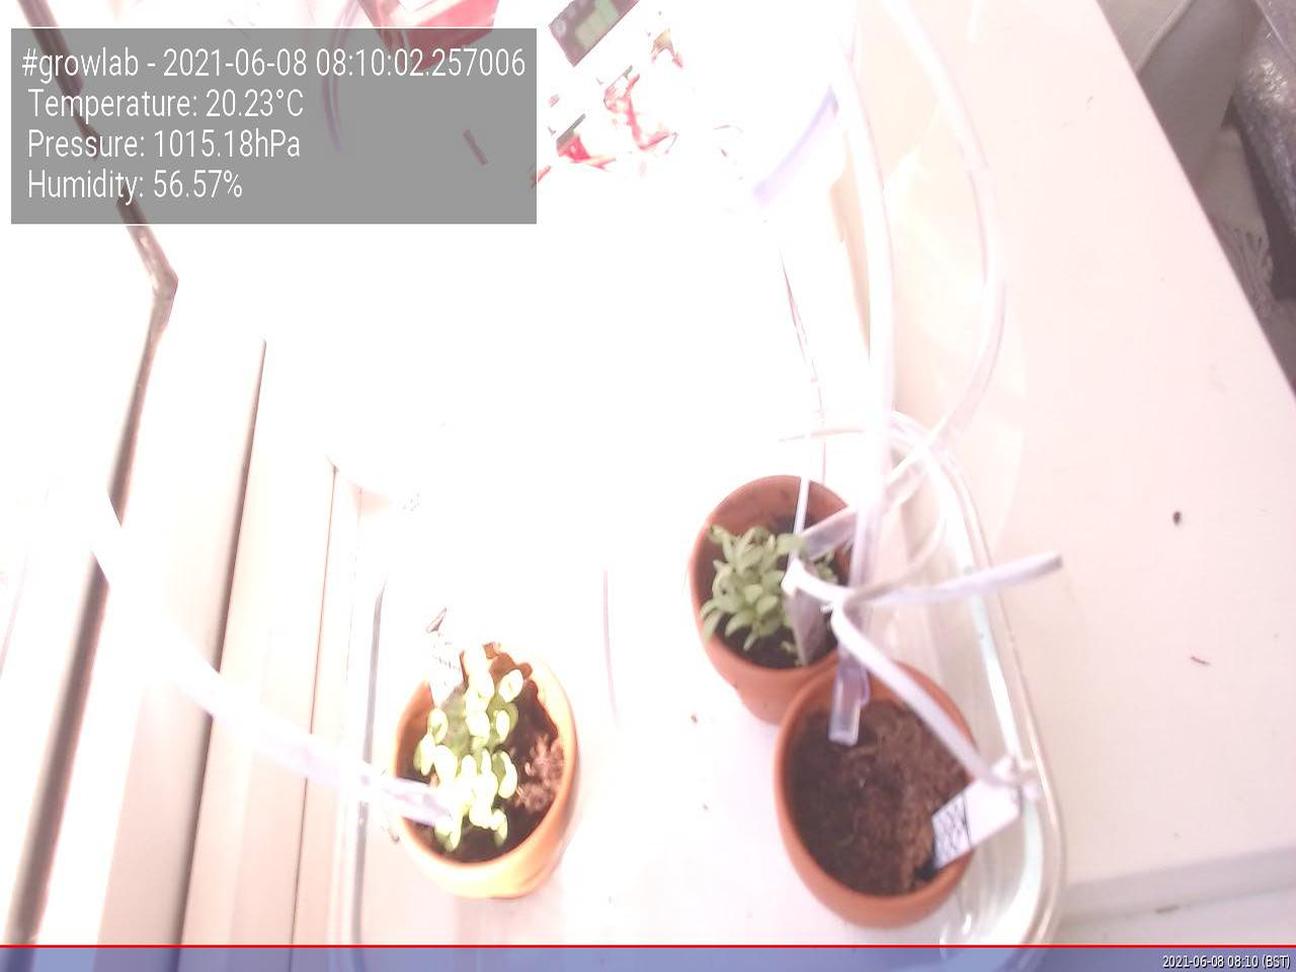 #growlab - 2021-06-08 08:10:02.257006
Temperature: 20.23°C
Pressure: 1015.18hPa
Humidity: 56.57%
2021-06-08 08:10 (BST)